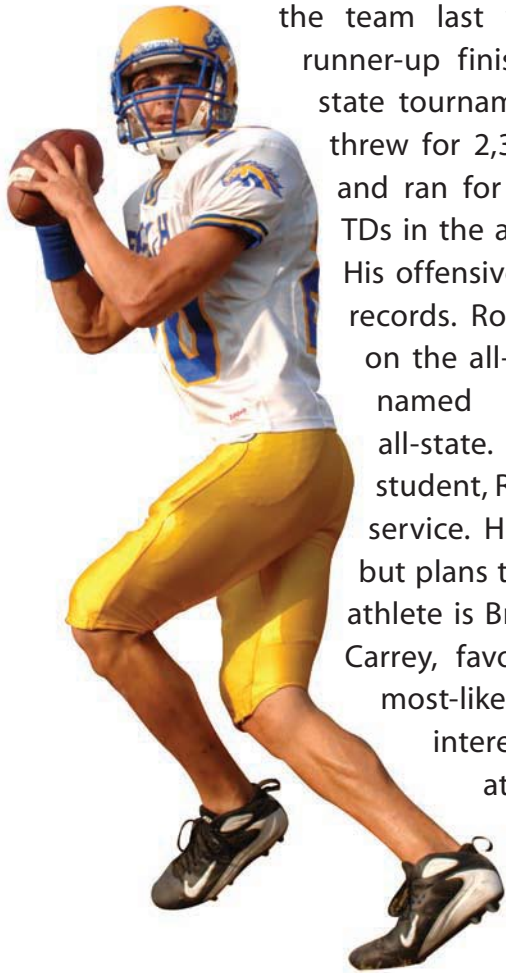 the team last
runner-up finis
state tournam
threw for 2,3
and ran for
TDs in the a
His offensive
records. Ro
on the all-
named
all-state.
student, R
service. H
but plans t
athlete is Br
Carrey, favo
most-like
intere
at